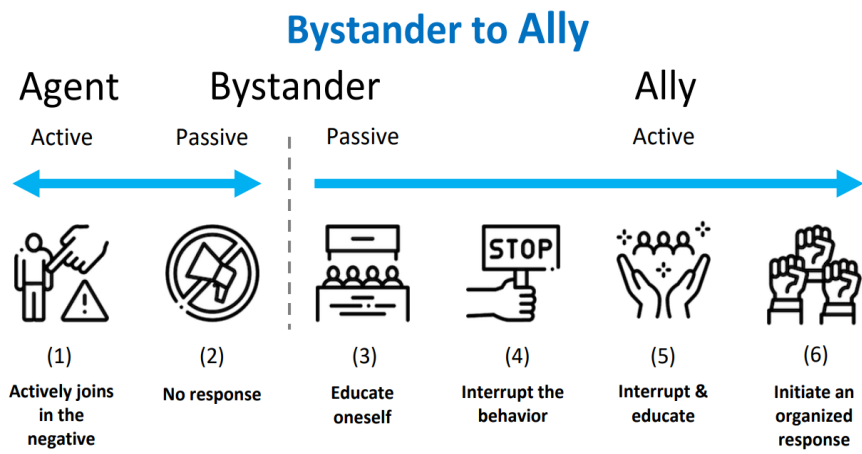 Bystander to Ally
Agent
Bystander
Ally
Active
Passive
Passive
Active
STOP
(1)
(2)
(3)
(4)
(5)
(6)
Actively joins
in the
negative
No response
Educate
oneself
Interrupt the
behavior
Interrupt &
educate
Initiate an
organized
response